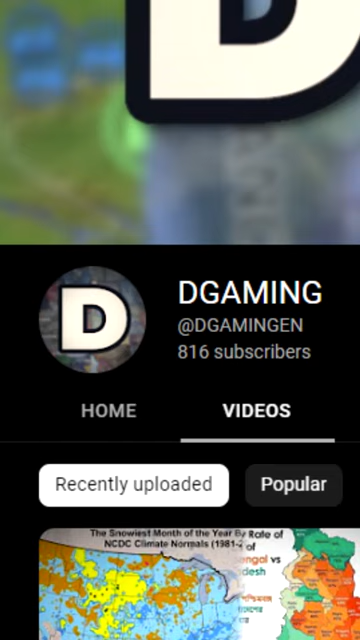 D
D
DGAMING
@DGAMINGEN
816 subscribers
HOME
VIDEOS
Recently uploaded
Popular
The Snowiest Month of the Year By
NCDC Climate Normals (1981-2
Rate of
of
engal vs
desh